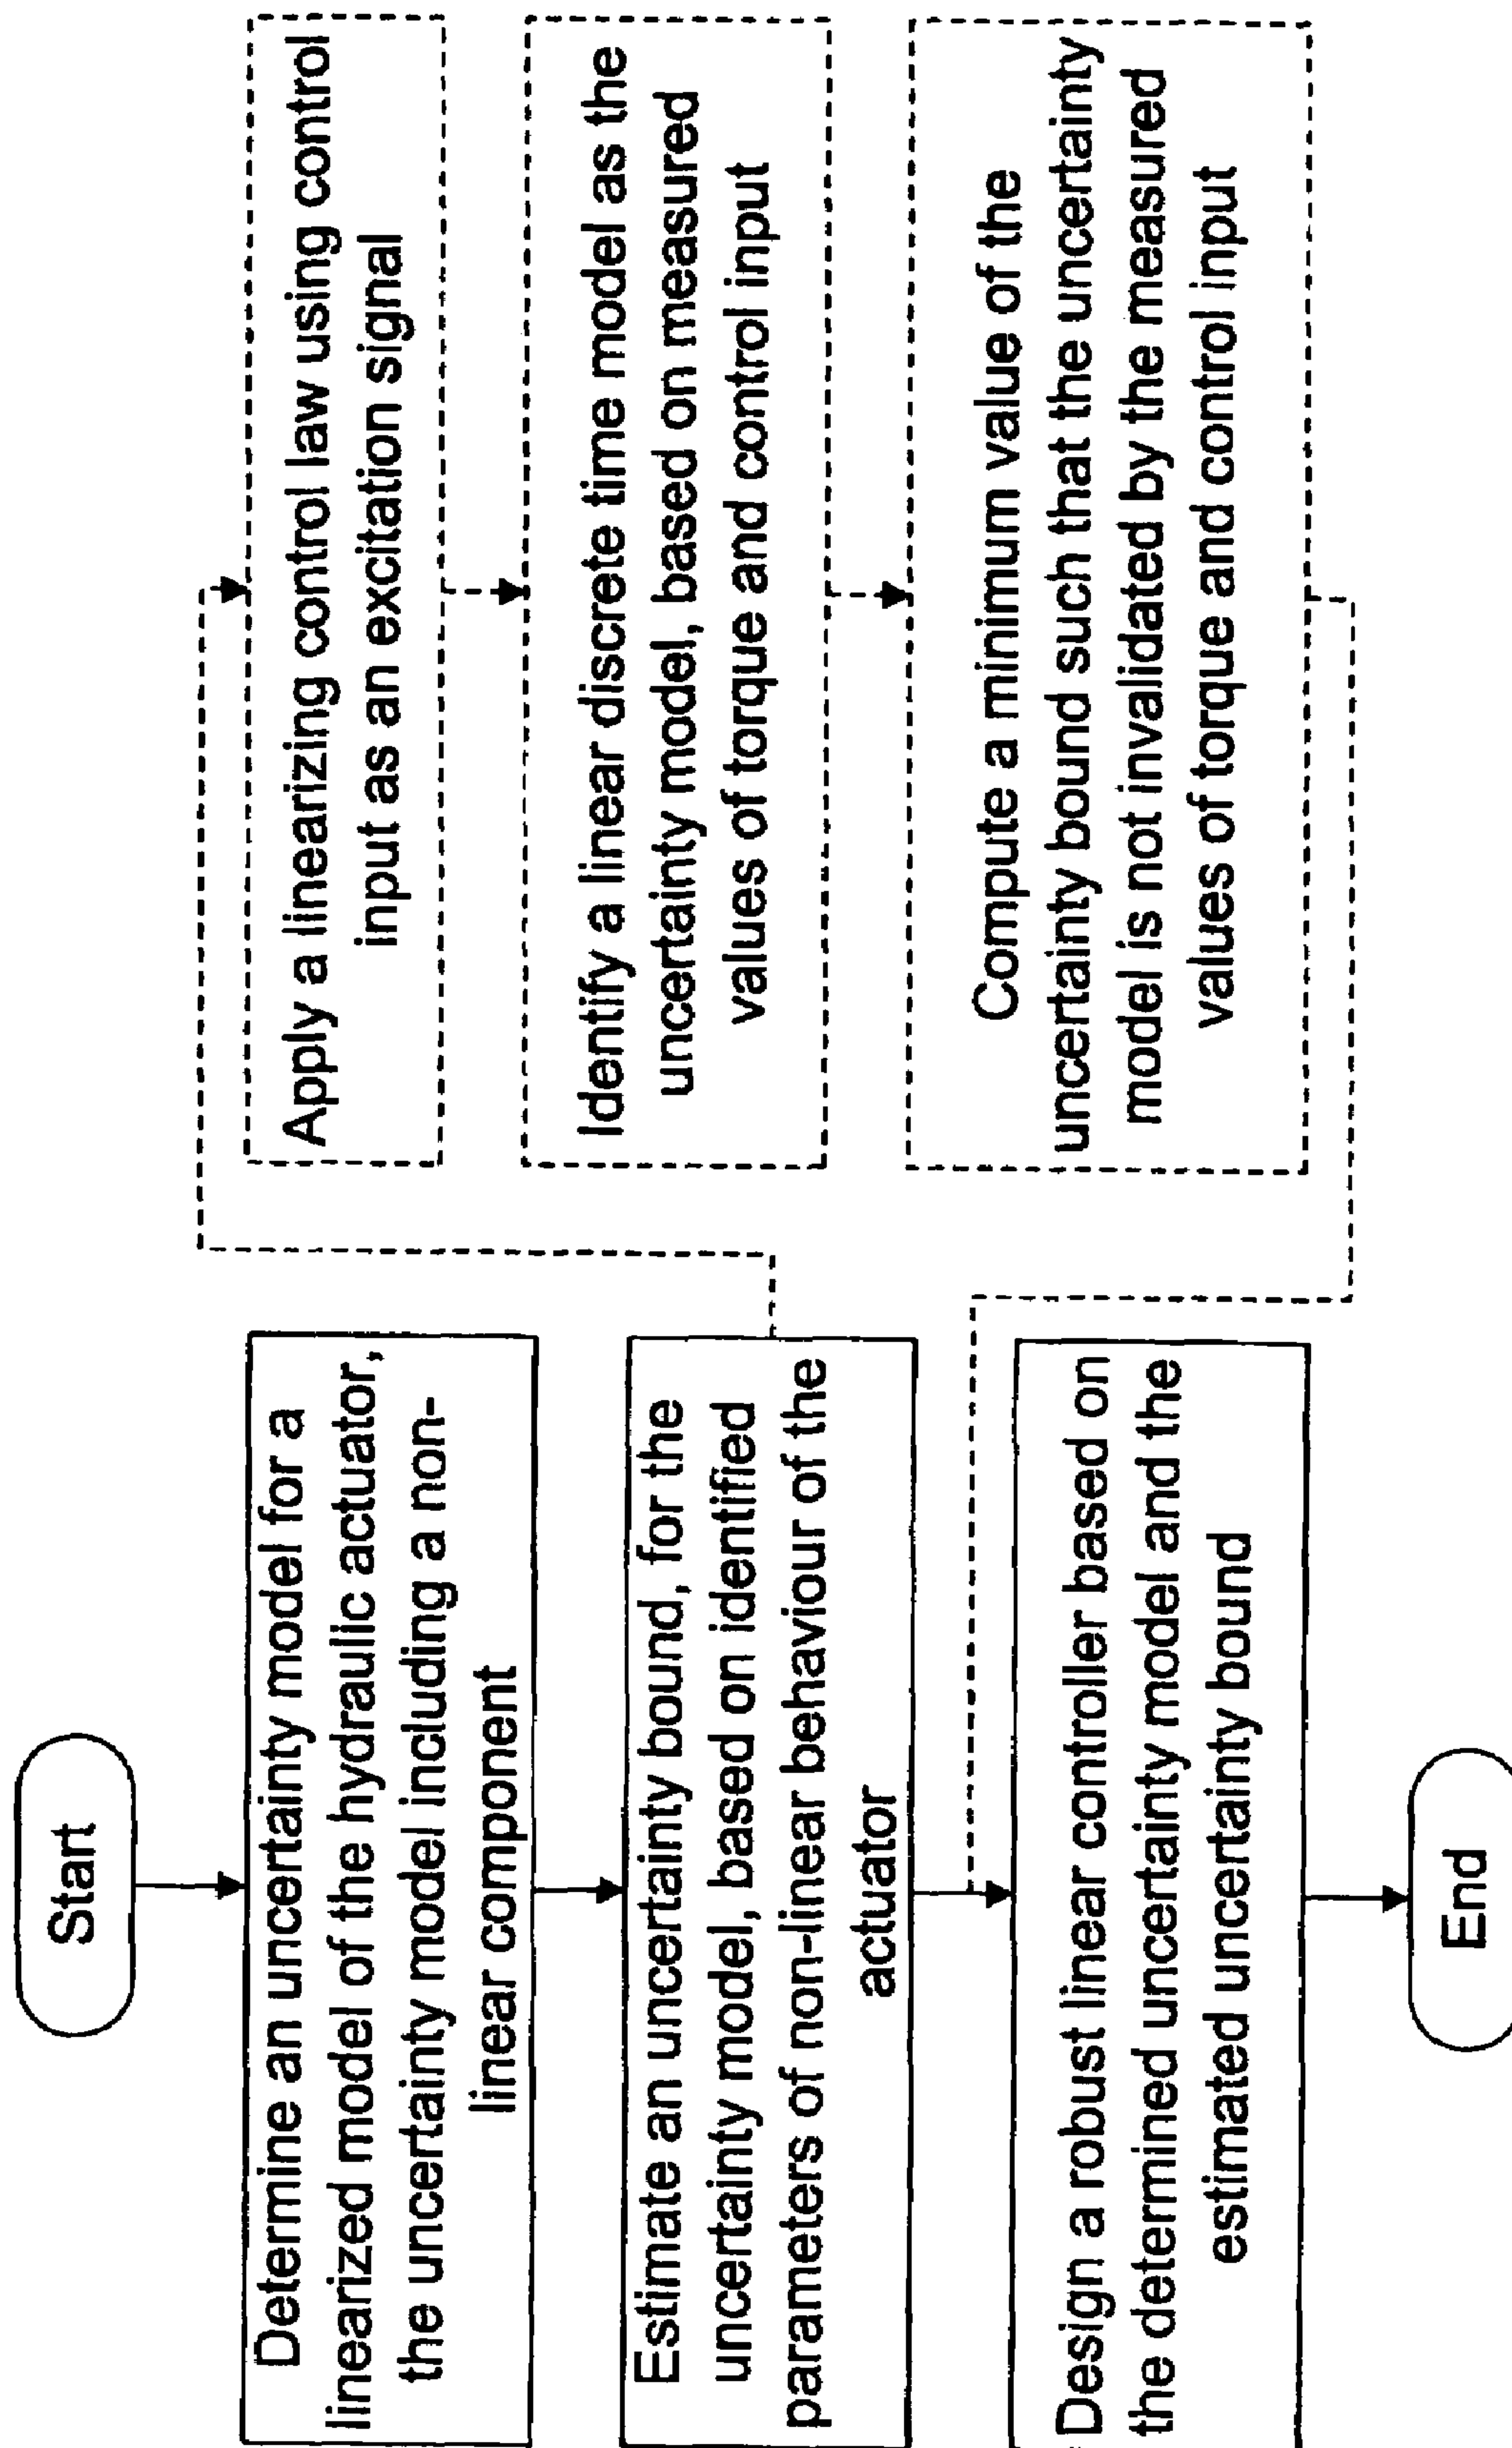 Start
Determine an uncertainty model for a
linearized model of the hydraulic actuator,
the uncertainty model including a non-
linear component
Estimate an uncertainty bound, for the
uncertainty model, based on identified
parameters of non-linear behaviour of the
actuator
Design a robust linear controller based on
the determined uncertainty model and the
estimated uncertainty bound
End
Apply a linearizing control law using control
input as an excitation signal
Identify a linear discrete time model as the
uncertainty model, based on measured
values of torque and control input
Compute a minimum value of the
uncertainty bound such that the uncertainty
model is not invalidated by the measured
values of torque and control input